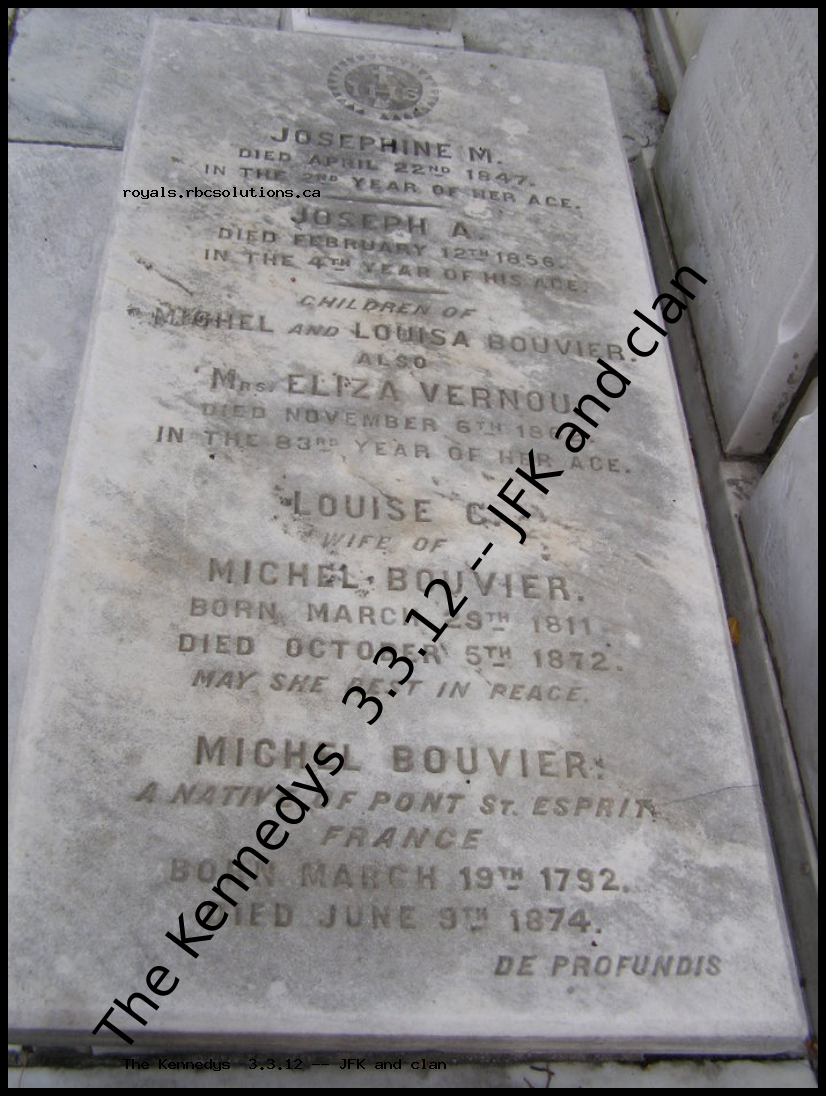 IHS
JOSEPHINE M.
DIED APRIL 22ND 1847.
IN THE 2ND YEAR OF HER AGE.
royals.rbcsolutions.ca
JOSEPH A.
DIED FEBRUARY 12TH 1856.
IN THE 4TH YEAR OF HIS AGE.
CHILDREN OF
MICHEL AND LOUISA BOUVIER.
ALSO
MRS. ELIZA VERNOU
DIED NOVEMBER 6TH
IN THE 83RD YEAR OF HER AGE.
LOUISE C.
WIFE OF
MICHEL BOUVIER.
BORN MARCH 1811.
DIED OCTOBER 5TH 1872.
MAY SHE REST IN PEACE.
MICHEL BOUVIER.
A NATIVE OF PONT ST. ESPRIT.
FRANCE
BORN MARCH 19TH 1792.
DIED JUNE 9TH 1874.
DE PROFUNDIS
The Kennedys 3.3.12 -- JFK and clan
The Kennedys 3.3.12 -- JFK and clan